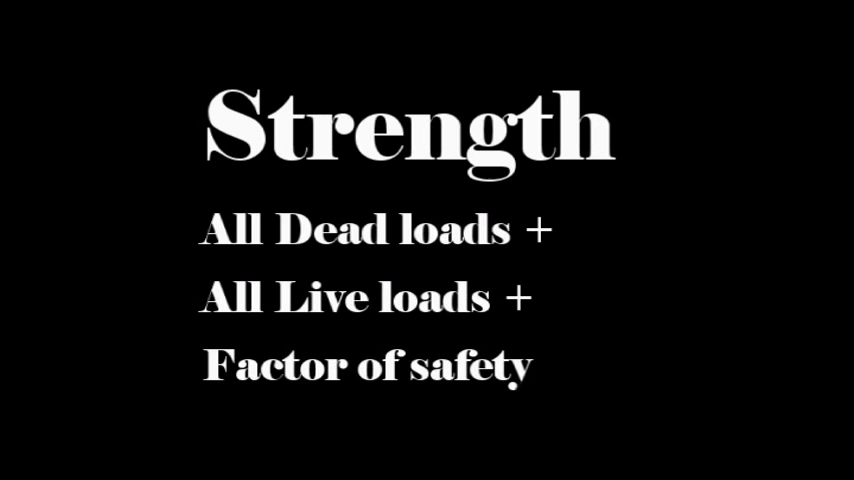 Strength
All Dead loads +
All Live loads +
Factor of safety